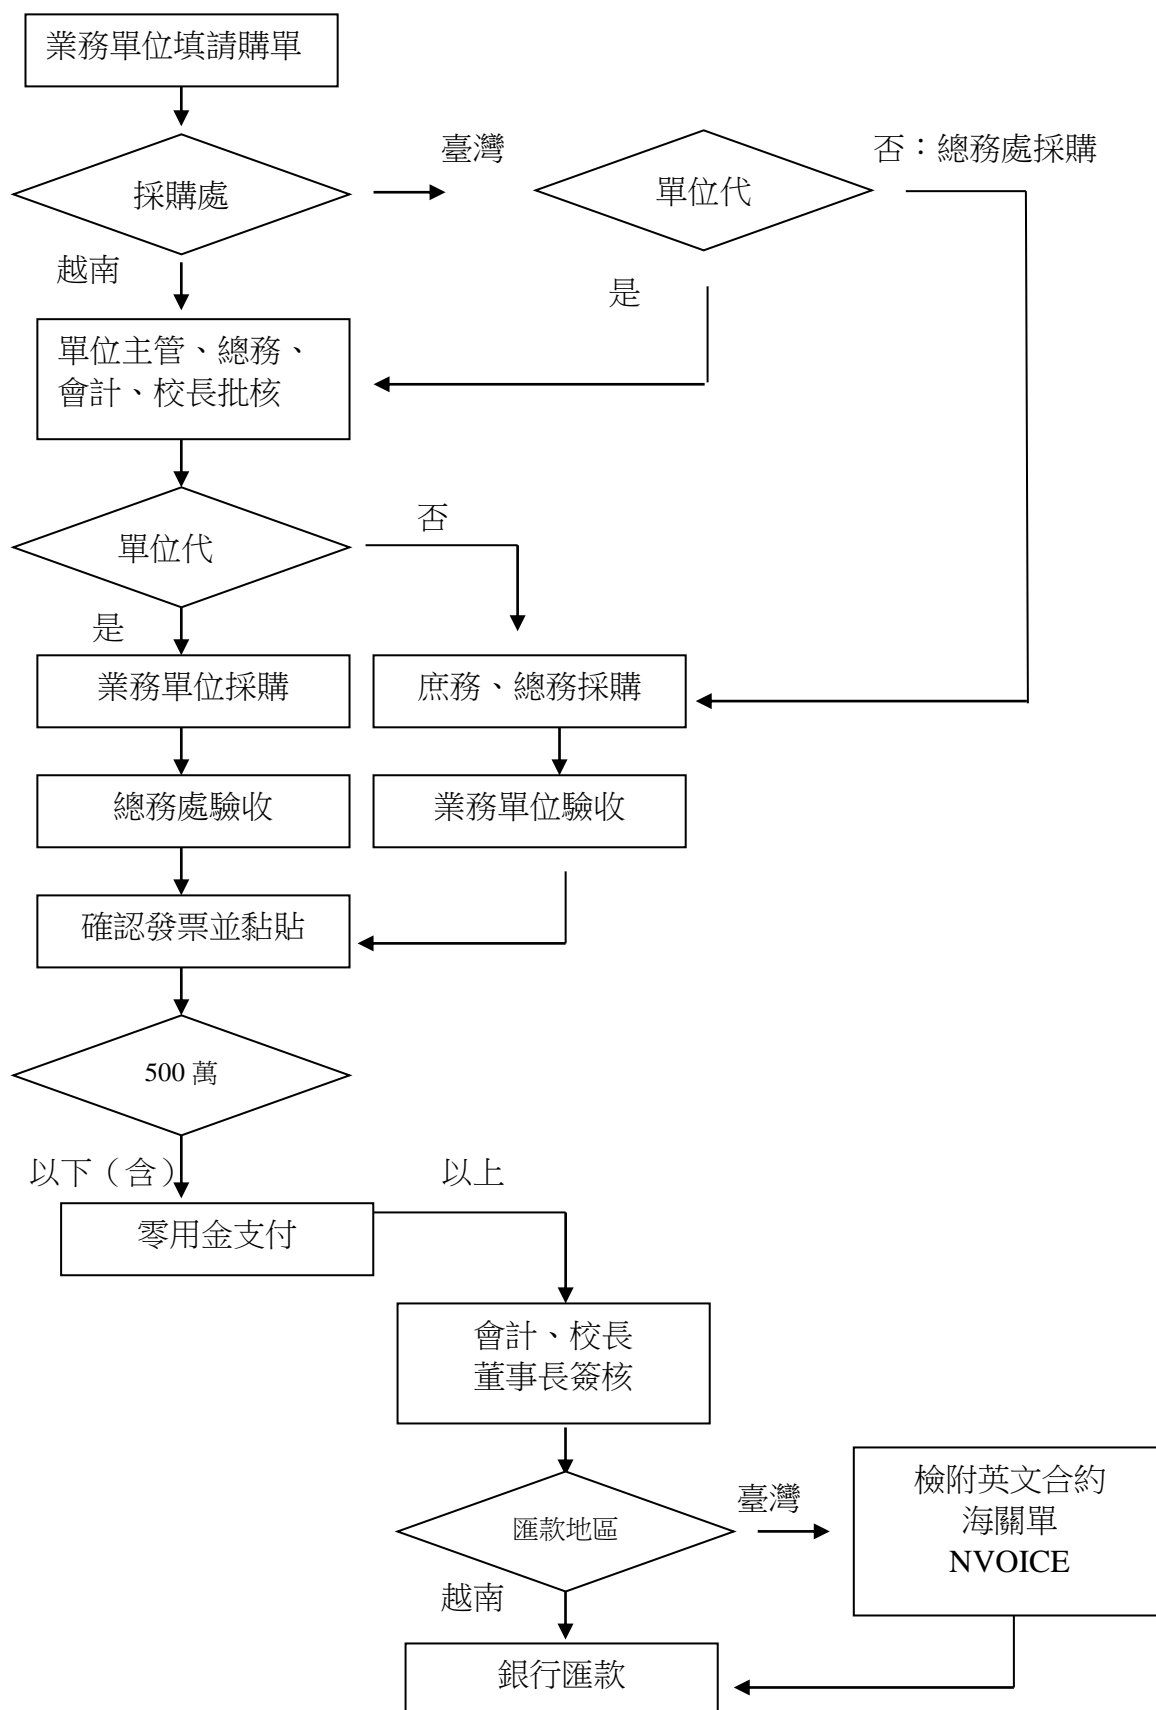 業務單位填請購單
臺灣
否：總務處採購
採購處
單位代
越南
是
單位主管、總務、
會計、校長批核
否
單位代
是
業務單位採購
庶務、總務採購
總務處驗收
業務單位驗收
確認發票並黏貼
500 萬
以下（含）
以上
零用金支付
會計、校長
董事長簽核
臺灣
檢附英文合約
海關單
NVOICE
匯款地區
越南
銀行匯款